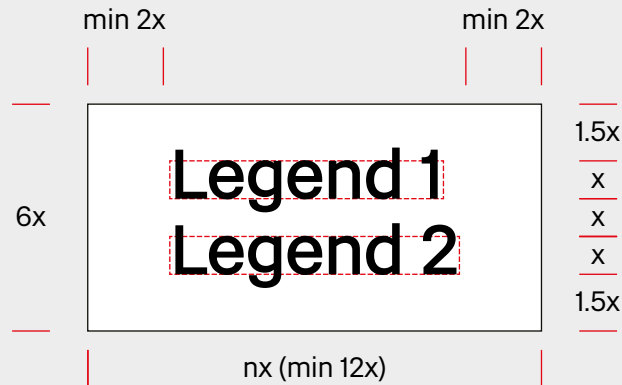 min 2x min 2x
1.5x
Legend 1
x
6x x
Legend 2
x
1.5x
nx (min 12x)